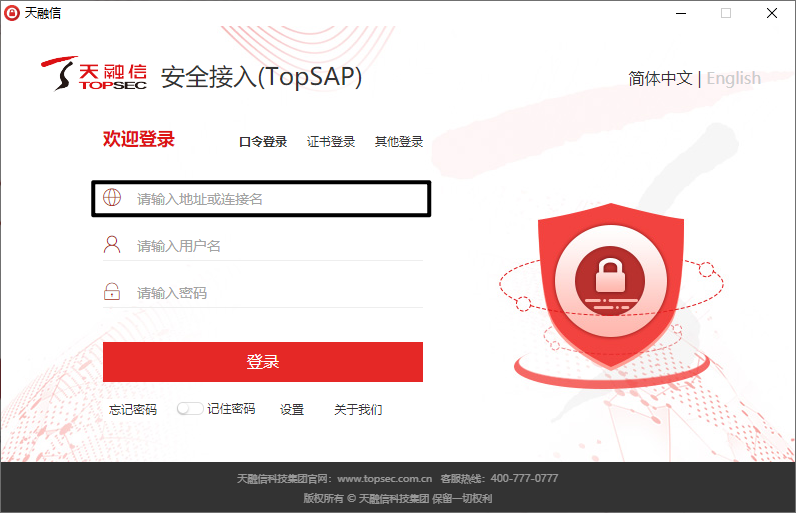 天融信
天融信 TOPSEC 安全接入(TopSAP)
简体中文 | English
欢迎登录 口令登录 证书登录 其他登录
请输入地址或连接名
请输入用户名
请输入密码
登录
忘记密码 记住密码 设置 关于我们
天融信科技集团官网：www.topsec.com.cn 客服热线：400-777-0777
版权所有 © 天融信科技集团 保留一切权利